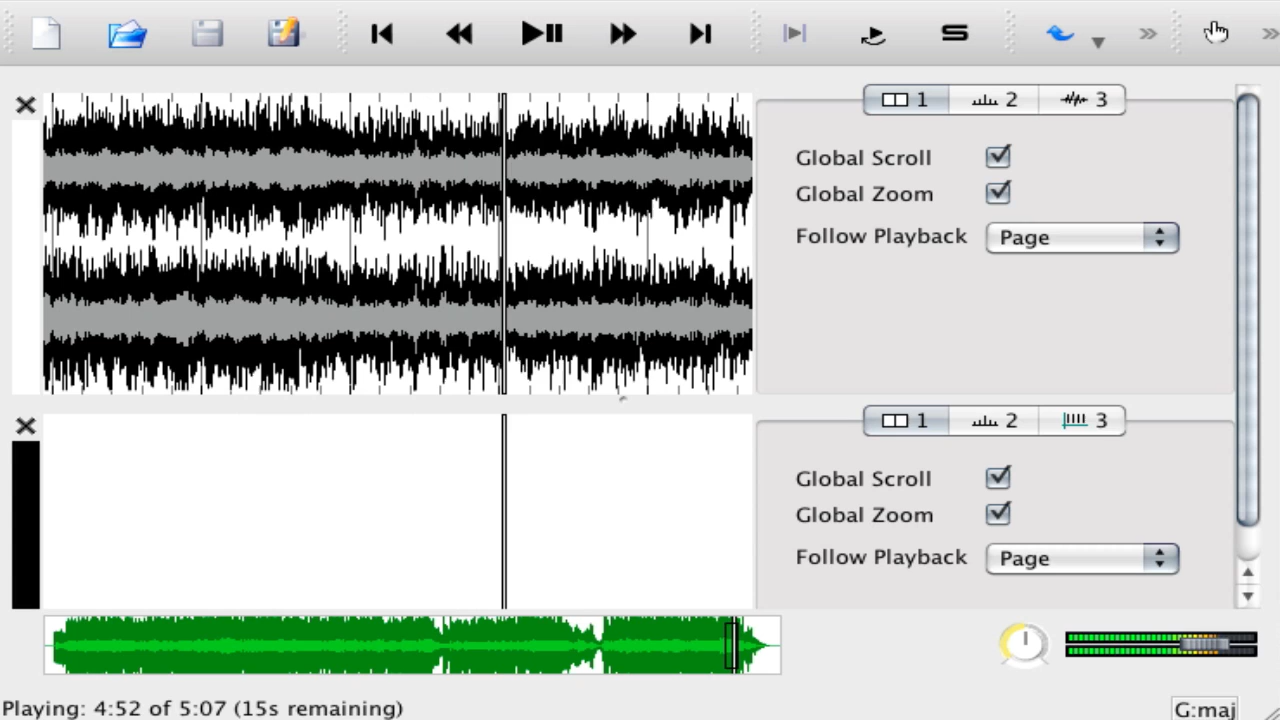 1 2 3
Global Scroll
Global Zoom
Follow Playback Page
1 2 3
Global Scroll
Global Zoom
Follow Playback Page
Playing: 4:52 of 5:07 (15s remaining)
G:maj